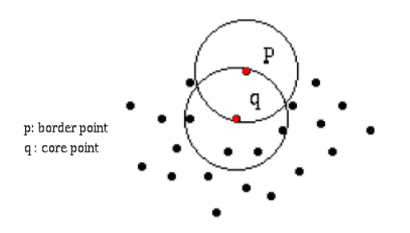 P
q
p: border point
q : core point